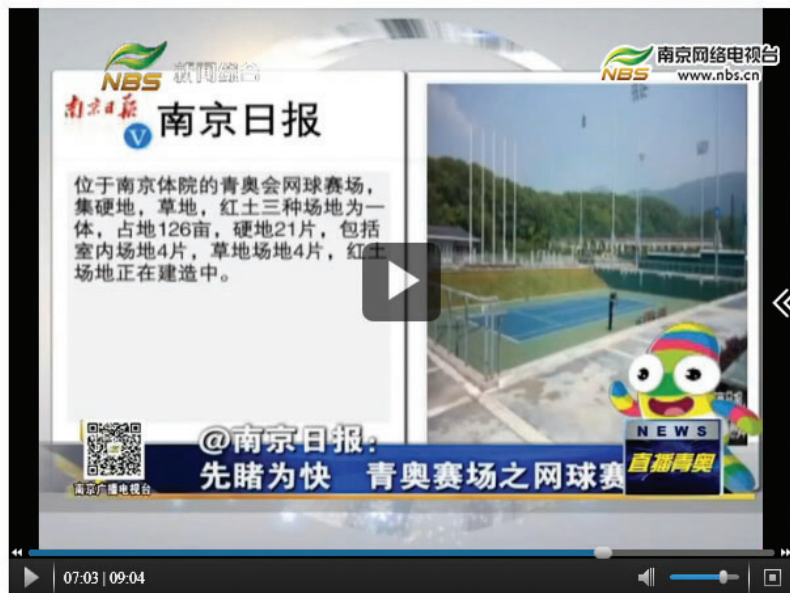 NBS 新闻综合
NBS 南京网络电视台
www.nbs.cn
南京日报
V 南京日报
位于南京体院的青奥会网球赛场，
集硬地，草地，红土三种场地为一
体，占地126亩，硬地21片，包括
室内场地4片，草地场地4片，红土
场地正在建造中。
@南京日报：
先睹为快 青奥赛场之网球赛
NEWS
直播青奥
南京广播电视台
07:03 | 09:04